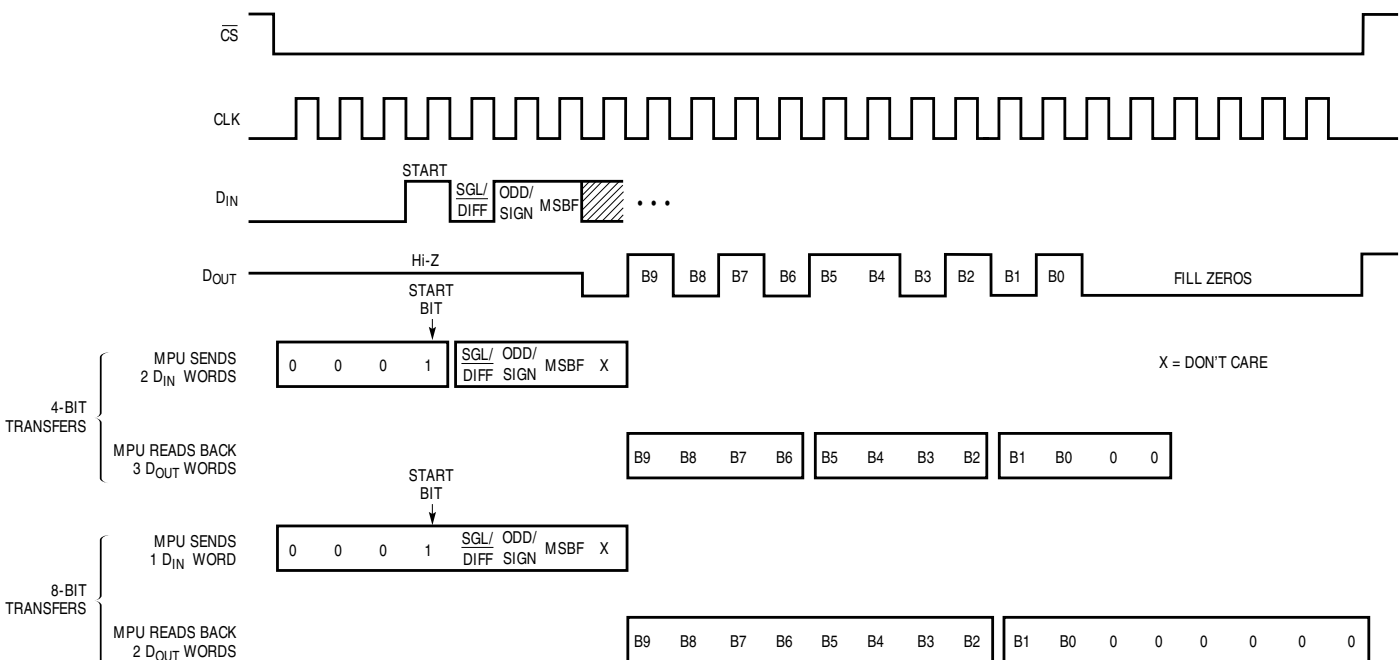 CS
CLK
START
DIN
SGL/
DIFF
ODD/
SIGN
MSBF
• • •
DOUT
Hi-Z
B9 B8 B7 B6 B5 B4 B3 B2 B1 B0 FILL ZEROS
START
BIT
MPU SENDS
2 DIN WORDS
0 0 0 1 SGL/ ODD/ MSBF X
DIFF SIGN
X = DON'T CARE
4-BIT
TRANSFERS
MPU READS BACK
3 DOUT WORDS
B9 B8 B7 B6 B5 B4 B3 B2 B1 B0 0 0
START
BIT
MPU SENDS
1 DIN WORD
0 0 0 1 SGL/ ODD/ MSBF X
DIFF SIGN
8-BIT
TRANSFERS
MPU READS BACK
2 DOUT WORDS
B9 B8 B7 B6 B5 B4 B3 B2 B1 B0 0 0 0 0 0 0